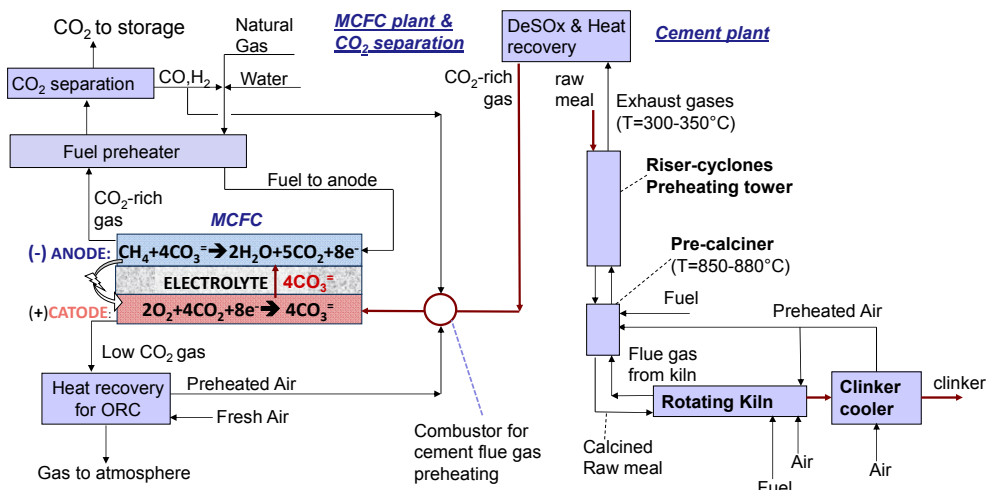 CO2 to storage
Natural
Gas
MCFC plant &
CO2 separation
DeSOx & Heat
recovery
Cement plant
CO2 separation
CO,H2
Water
CO2-rich
gas
raw
meal
Exhaust gases
(T=300-350°C)
Fuel preheater
Riser-cyclones
Preheating tower
CO2-rich
gas
Fuel to anode
MCFC
(-) ANODE:
CH4+4CO3=➔2H2O+5CO2+8e-
Pre-calciner
(T=850-880°C)
ELECTROLYTE
4CO3=
(+)CATODE:
2O2+4CO2+8e-➔ 4CO3=
Fuel
Preheated Air
Low CO2 gas
Heat recovery
for ORC
Preheated Air
Fresh Air
Flue gas
from kiln
Rotating Kiln
Clinker
cooler
clinker
Combustor for
cement flue gas
preheating
Calcined
Raw meal
Air
Air
Fuel
Gas to atmosphere